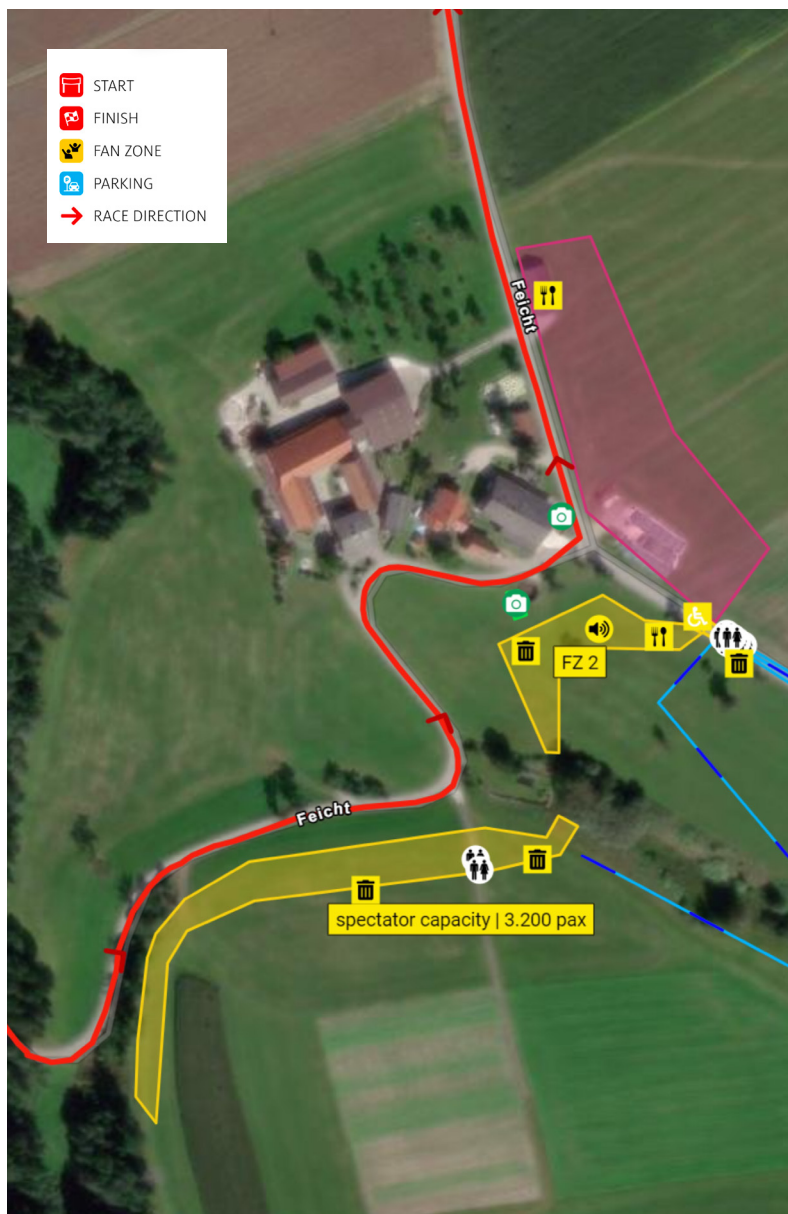 START
FINISH
FAN ZONE
PARKING
RACE DIRECTION
Feicht
FZ 2
Feicht
spectator capacity | 3.200 pax